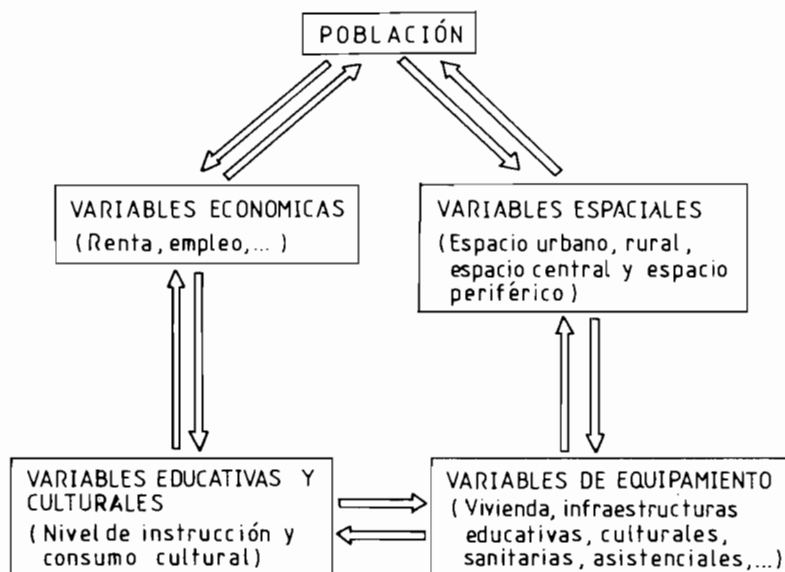 POBLACIÓN
VARIABLES ECONOMICAS
(Renta, empleo,...)
VARIABLES ESPACIALES
(Espacio urbano, rural,
espacio central y espacio
periférico)
VARIABLES EDUCATIVAS Y
CULTURALES
(Nivel de instrucción y
consumo cultural)
VARIABLES DE EQUIPAMIENTO
(Vivienda, infraestructuras
educativas, culturales,
sanitarias, asistenciales,...)